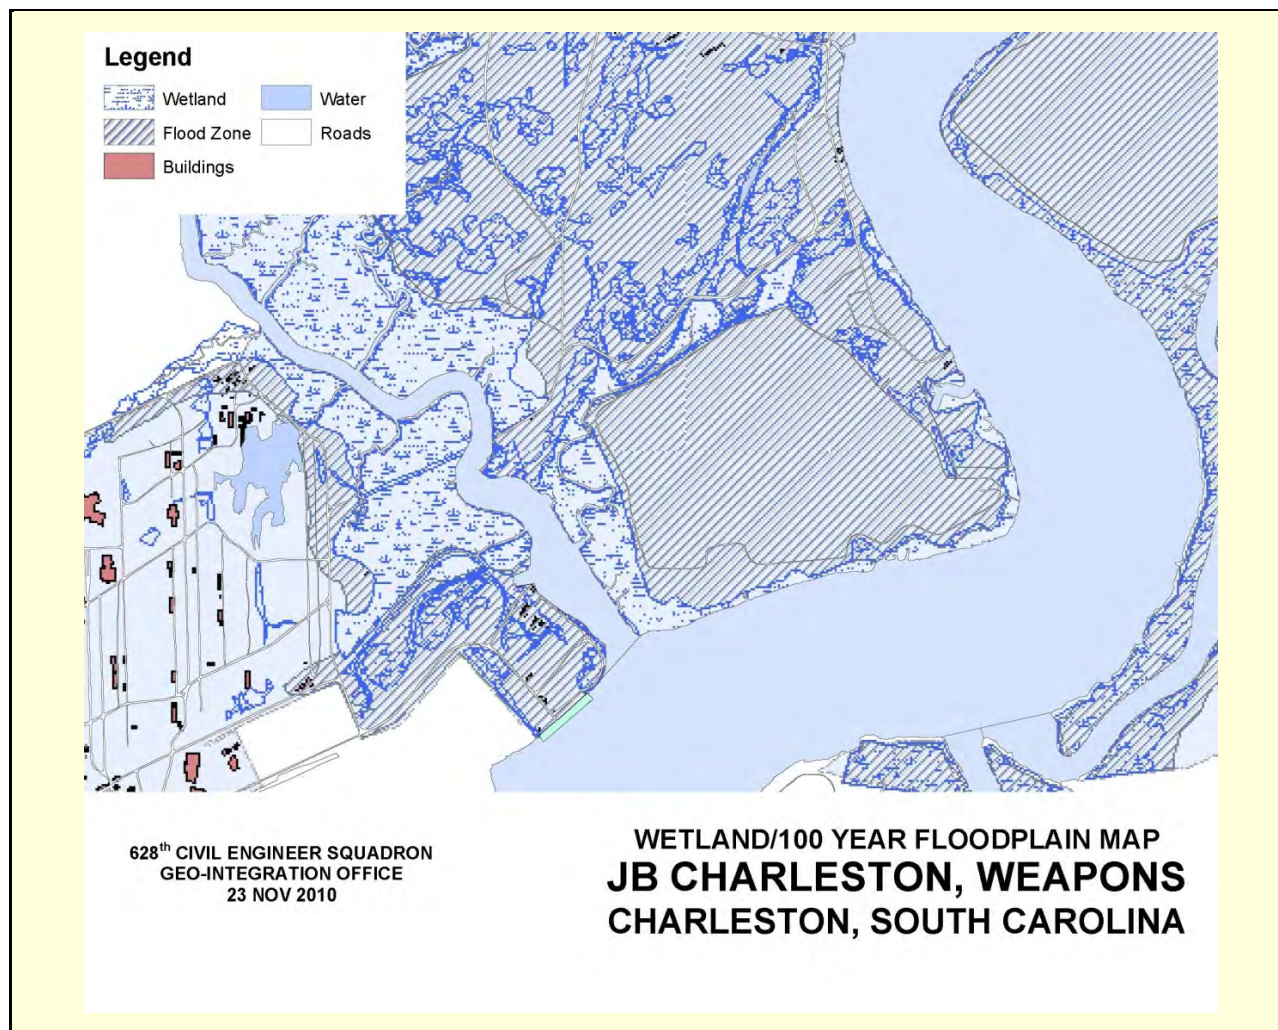 Legend
Wetland
Water
Flood Zone
Roads
Buildings
628th CIVIL ENGINEER SQUADRON
GEO-INTEGRATION OFFICE
23 NOV 2010
WETLAND/100 YEAR FLOODPLAIN MAP
JB CHARLESTON, WEAPONS
CHARLESTON, SOUTH CAROLINA